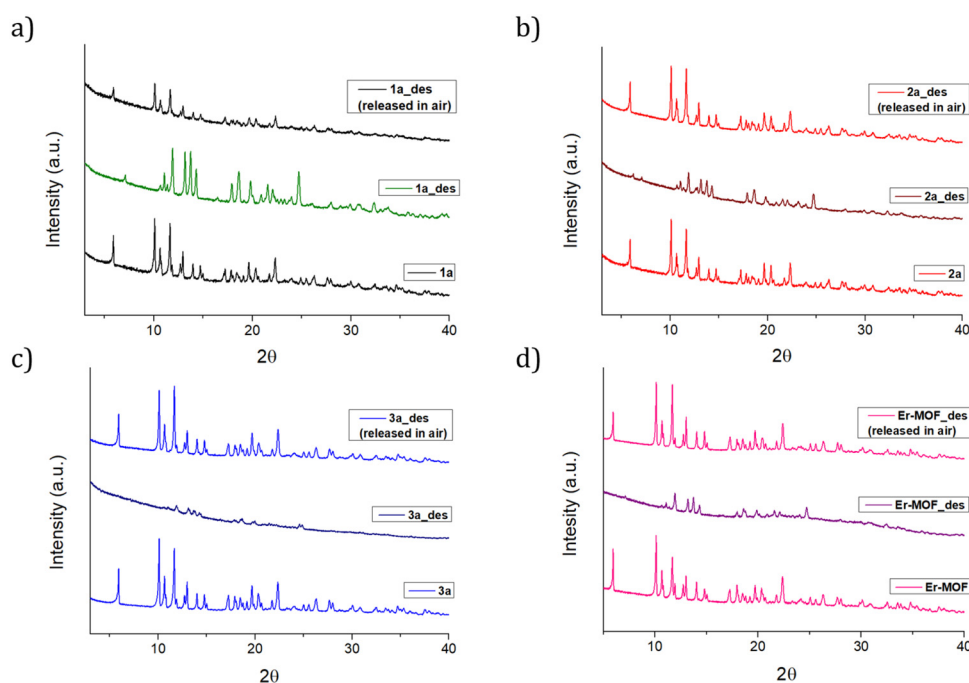 a)
1a_des
(released in air)
1a_des
1a
Intensity (a.u.)
10
20
30
40
2θ
b)
2a_des
(released in air)
2a_des
2a
Intensity (a.u.)
10
20
30
40
2θ
c)
3a_des
(released in air)
3a_des
3a
Intensity (a.u.)
10
20
30
40
2θ
d)
Er-MOF_des
(released in air)
Er-MOF_des
Er-MOF
Intesity (a.u.)
10
20
30
40
2θ